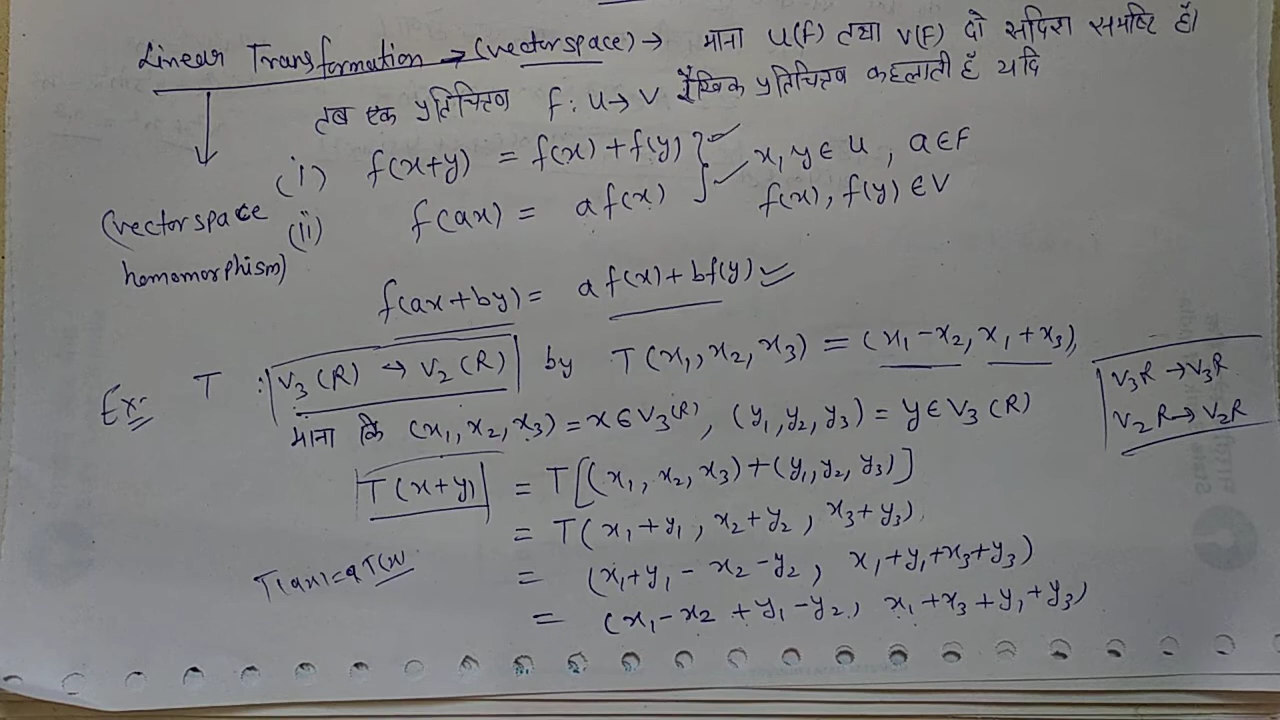 Linear Transformation → (vectorspace) → माना U(F) तथा V(F) दो सदिश समष्टि हैं।
तब एक प्रतिचित्रण f: U→V रैखिक प्रतिचित्रण कहलाती हैं यदि
(i) f(x+y) = f(x)+f(y) } x, y ∈ U, a∈F
(vectorspace (ii) f(ax) = a f(x) f(x), f(y) ∈V
homomorphism)
f(ax+by) = a f(x)+bf(y)
Ex:- T : V₃(R) → V₂(R) by T(x₁, x₂, x₃) = (x₁-x₂, x₁+x₃),
V₃R → V₃R
V₂R → V₂R
माना कि (x₁, x₂, x₃) = x∈V₃(R), (y₁, y₂, y₃) = y∈V₃(R)
T(x+y) = T[(x₁, x₂, x₃)+(y₁, y₂, y₃)]
= T(x₁+y₁, x₂+y₂, x₃+y₃)
T(ax)=aT(x)
= (x₁+y₁-x₂-y₂, x₁+y₁+x₃+y₃)
= (x₁-x₂+y₁-y₂, x₁+x₃+y₁+y₃)